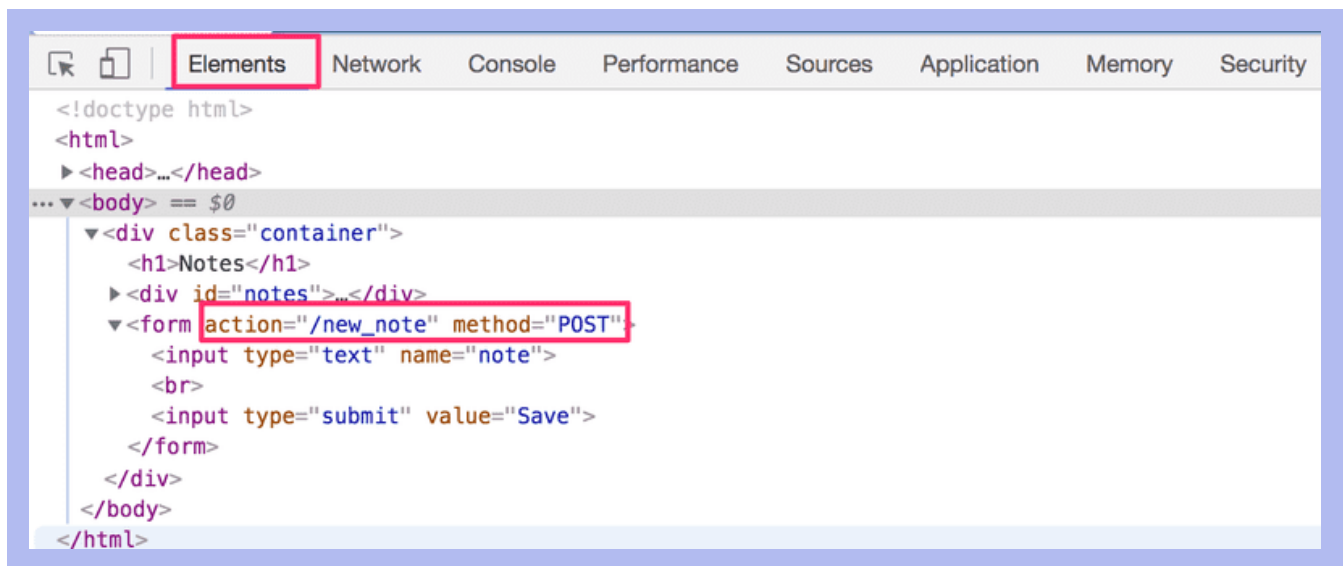 Elements Network Console Performance Sources Application Memory Security
<!doctype html>
<html>
<head>…</head>
<body> == $0
<div class="container">
<h1>Notes</h1>
<div id="notes">…</div>
<form action="/new_note" method="POST">
<input type="text" name="note">
<br>
<input type="submit" value="Save">
</form>
</div>
</body>
</html>